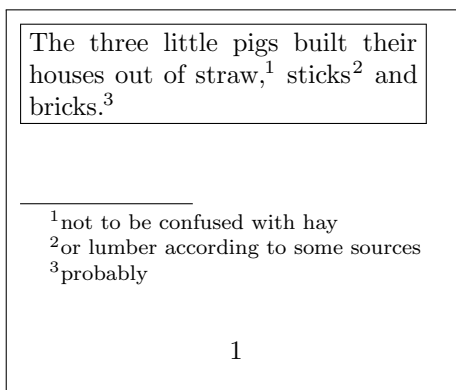 The three little pigs built their
houses out of straw,¹ sticks² and
bricks.³
¹not to be confused with hay
²or lumber according to some sources
³probably
1